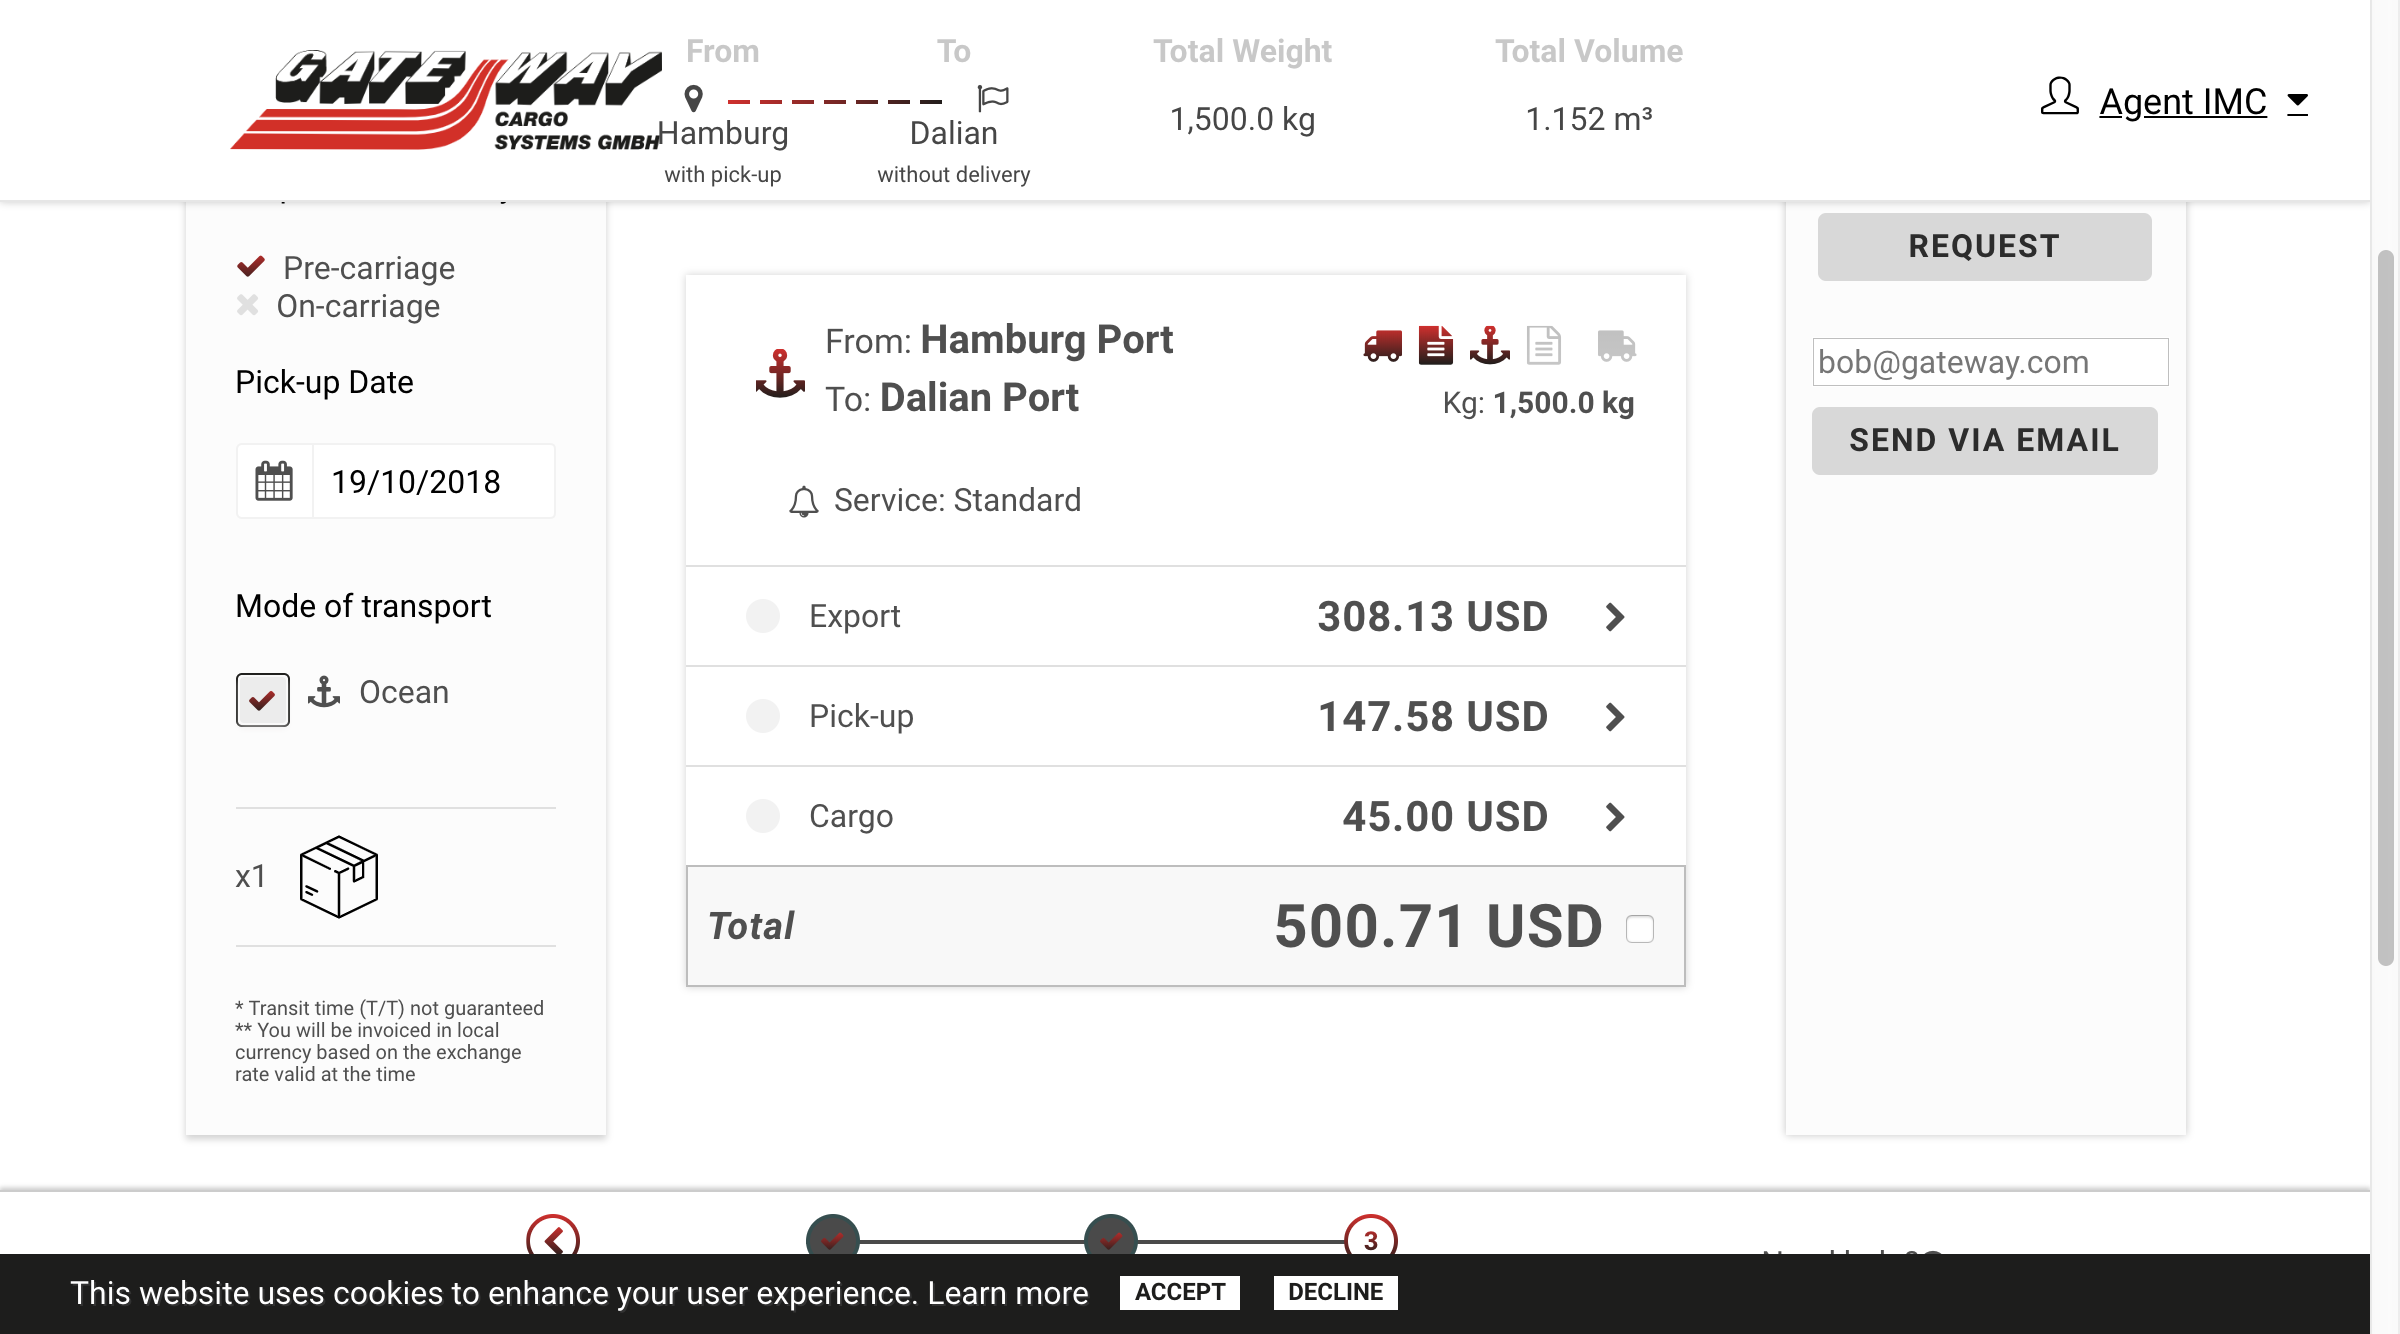 GATEWAY
CARGO
SYSTEMS GMBH
From
To
Hamburg
Dalian
with pick-up
without delivery
Total Weight
1,500.0 kg
Total Volume
1.152 m³
Agent IMC
Pre-carriage
On-carriage
Pick-up Date
19/10/2018
Mode of transport
Ocean
x1
* Transit time (T/T) not guaranteed
** You will be invoiced in local
currency based on the exchange
rate valid at the time
From: Hamburg Port
To: Dalian Port
Kg: 1,500.0 kg
Service: Standard
Export 308.13 USD
Pick-up 147.58 USD
Cargo 45.00 USD
Total 500.71 USD
REQUEST
bob@gateway.com
SEND VIA EMAIL
3
This website uses cookies to enhance your user experience. Learn more
ACCEPT
DECLINE